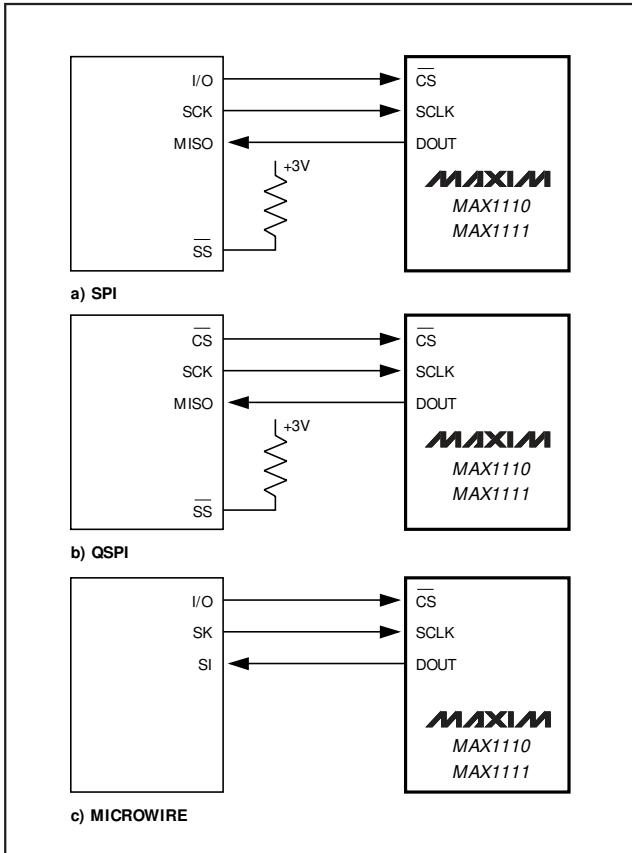 I/O CS
SCK SCLK
MISO DOUT
+3V
MAXIM
MAX1110
MAX1111
SS
a) SPI
CS CS
SCK SCLK
MISO DOUT
+3V
MAXIM
MAX1110
MAX1111
SS
b) QSPI
I/O CS
SK SCLK
SI DOUT
MAXIM
MAX1110
MAX1111
c) MICROWIRE